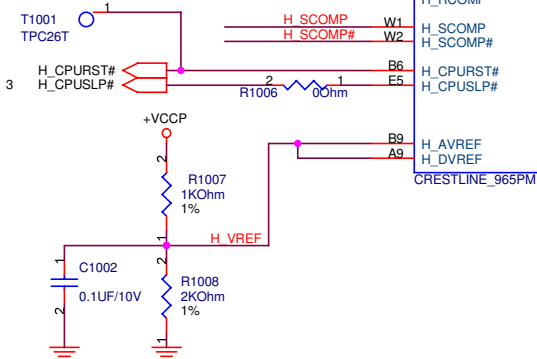 H_RCOMP
1
T1001
TPC26T
H_SCOMP W1 H_SCOMP
H_SCOMP# W2 H_SCOMP#
H_CPURST# B6 H_CPURST#
3 H_CPUSLP# 2 1 E5 H_CPUSLP#
R1006 0Ohm
+VCCP
B9 H_AVREF
A9 H_DVREF
2
CRESTLINE_965PM
R1007
1KOhm
1%
1
H_VREF
1 2
C1002
R1008
0.1UF/10V 2KOhm
1%
2 1